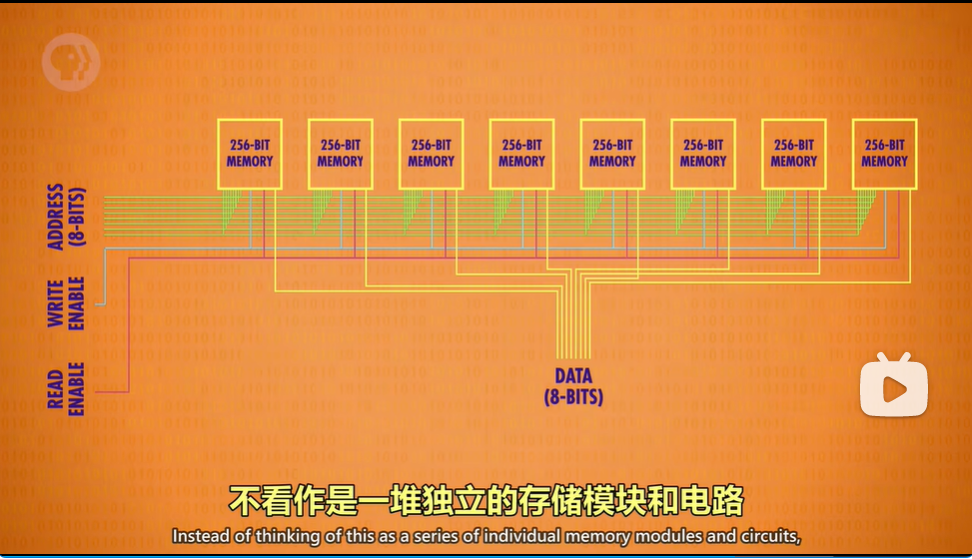 256-BIT
MEMORY
256-BIT
MEMORY
256-BIT
MEMORY
256-BIT
MEMORY
256-BIT
MEMORY
256-BIT
MEMORY
256-BIT
MEMORY
256-BIT
MEMORY
ADDRESS
(8-BITS)
WRITE
ENABLE
READ
ENABLE
DATA
(8-BITS)
不看作是一堆独立的存储模块和电路
Instead of thinking of this as a series of individual memory modules and circuits,